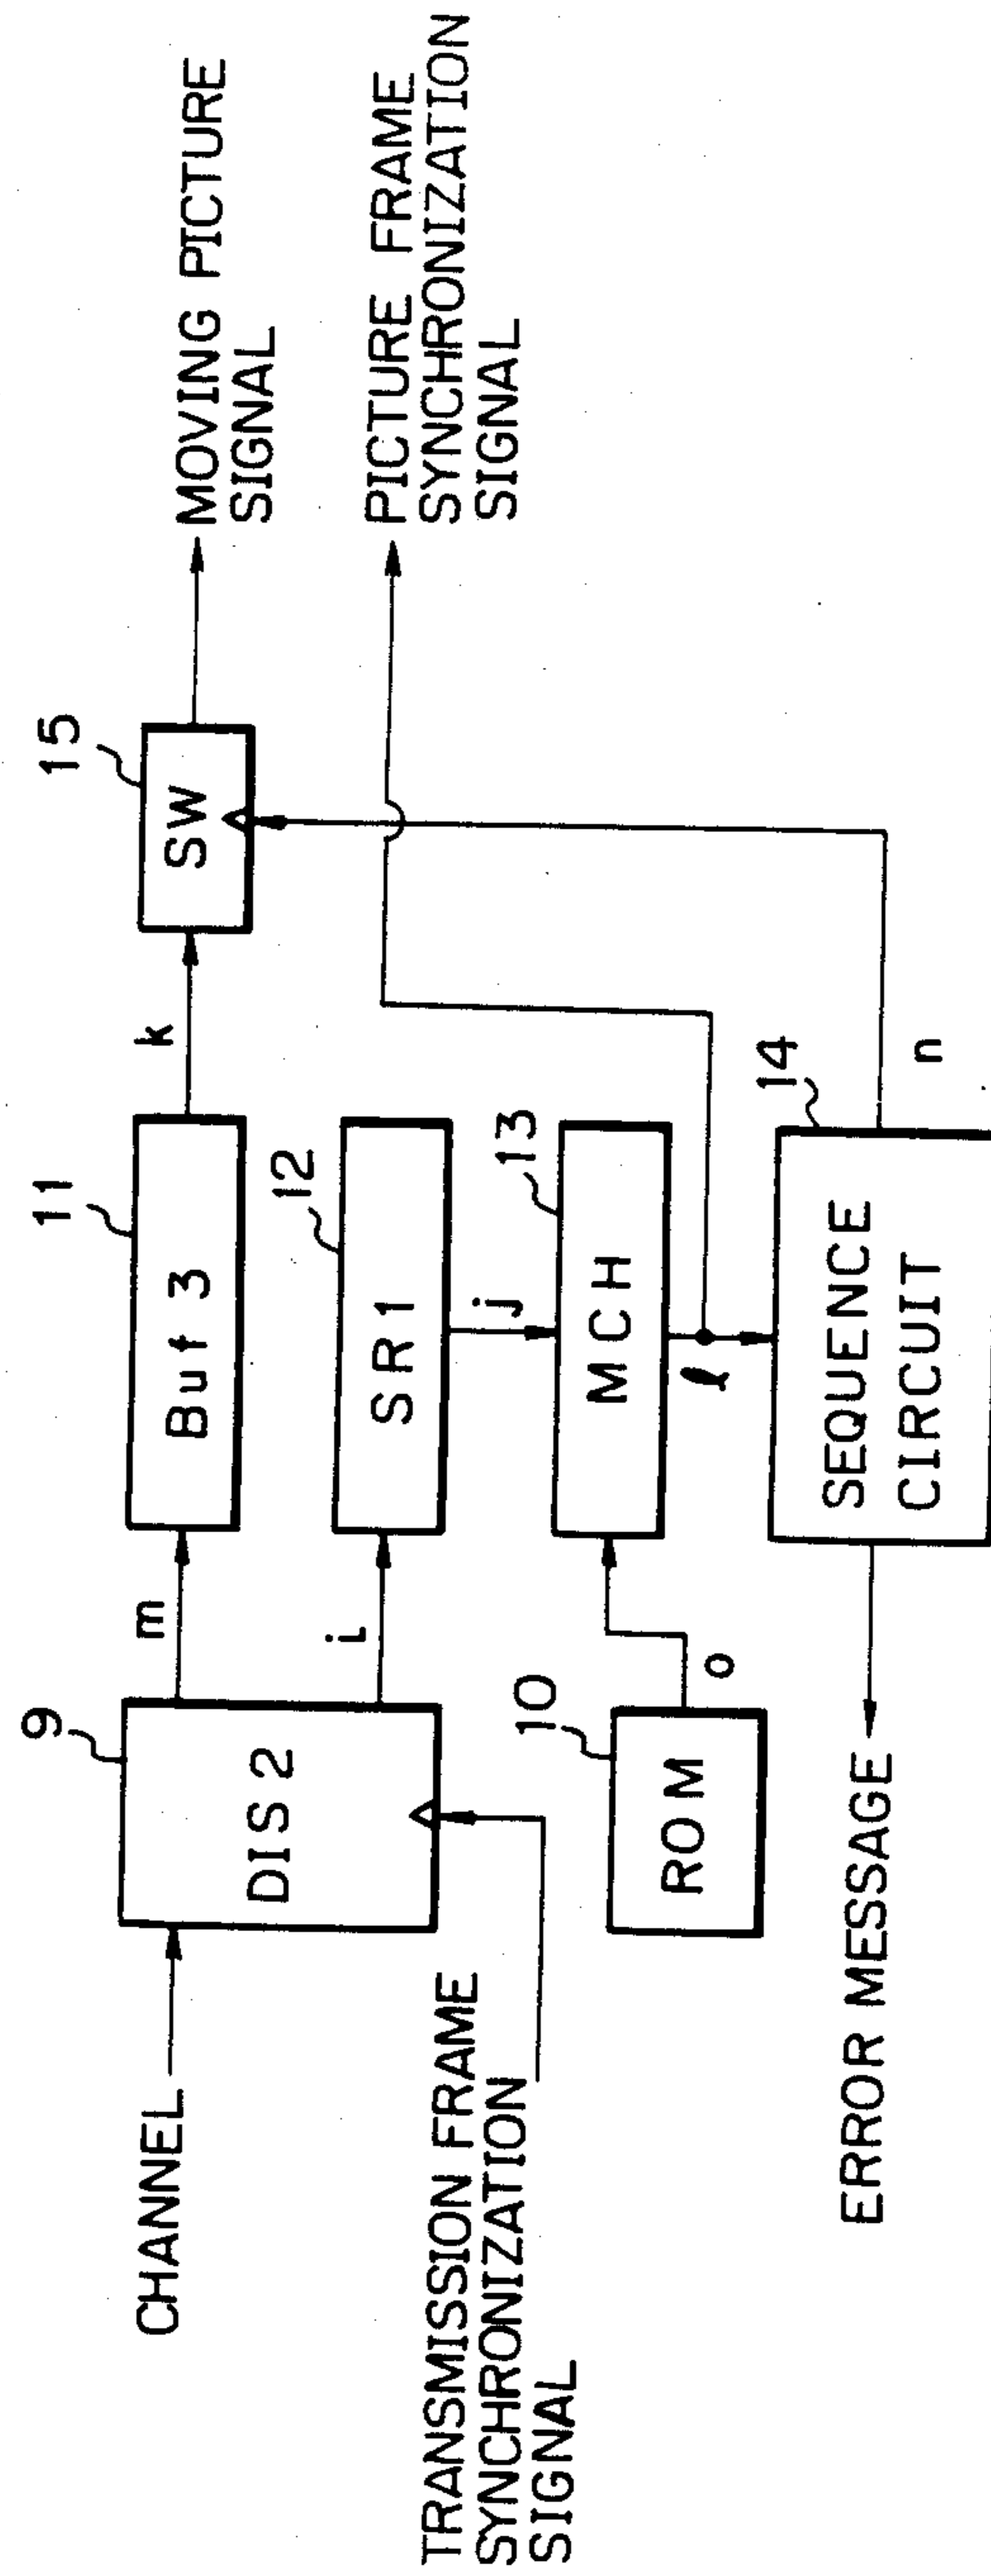 CHANNEL
TRANSMISSION FRAME
SYNCHRONIZATION
SIGNAL
9
DIS 2
m
i
11
Buf 3
k
15
SW
MOVING PICTURE
SIGNAL
12
SR1
j
PICTURE FRAME
SYNCHRONIZATION
SIGNAL
10
ROM
o
13
MCH
ℓ
14
SEQUENCE
CIRCUIT
n
ERROR MESSAGE